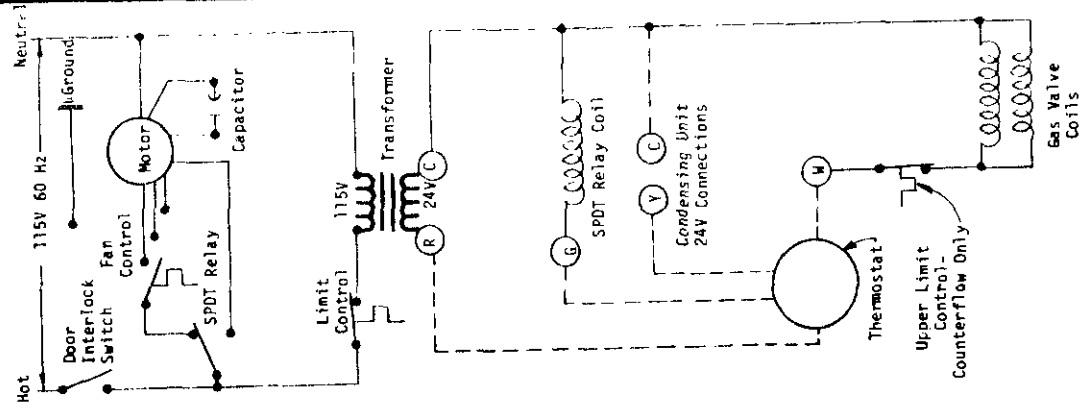 Hot
115V 60 Hz
Neutral
Door
Interlock
Switch
Ground
Fan
Control
Motor
Capacitor
SPDT Relay
Limit
Control
115V
Transformer
24V
R
C
G
SPDT Relay Coil
Y
C
Condensing Unit
24V Connections
Thermostat
W
Upper Limit
Control-
Counterflow Only
Gas Valve
Coils